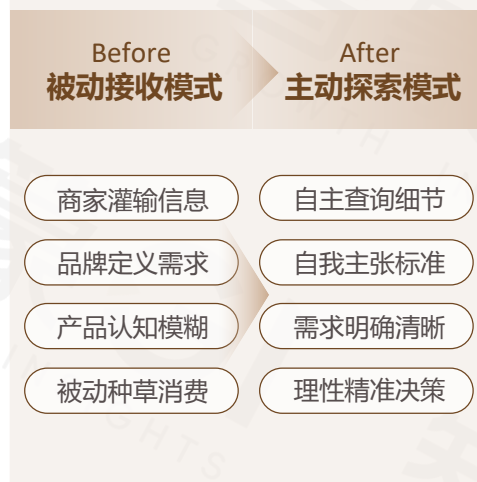 Before
被动接收模式
After
主动探索模式
商家灌输信息
自主查询细节
品牌定义需求
自我主张标准
产品认知模糊
需求明确清晰
被动种草消费
理性精准决策